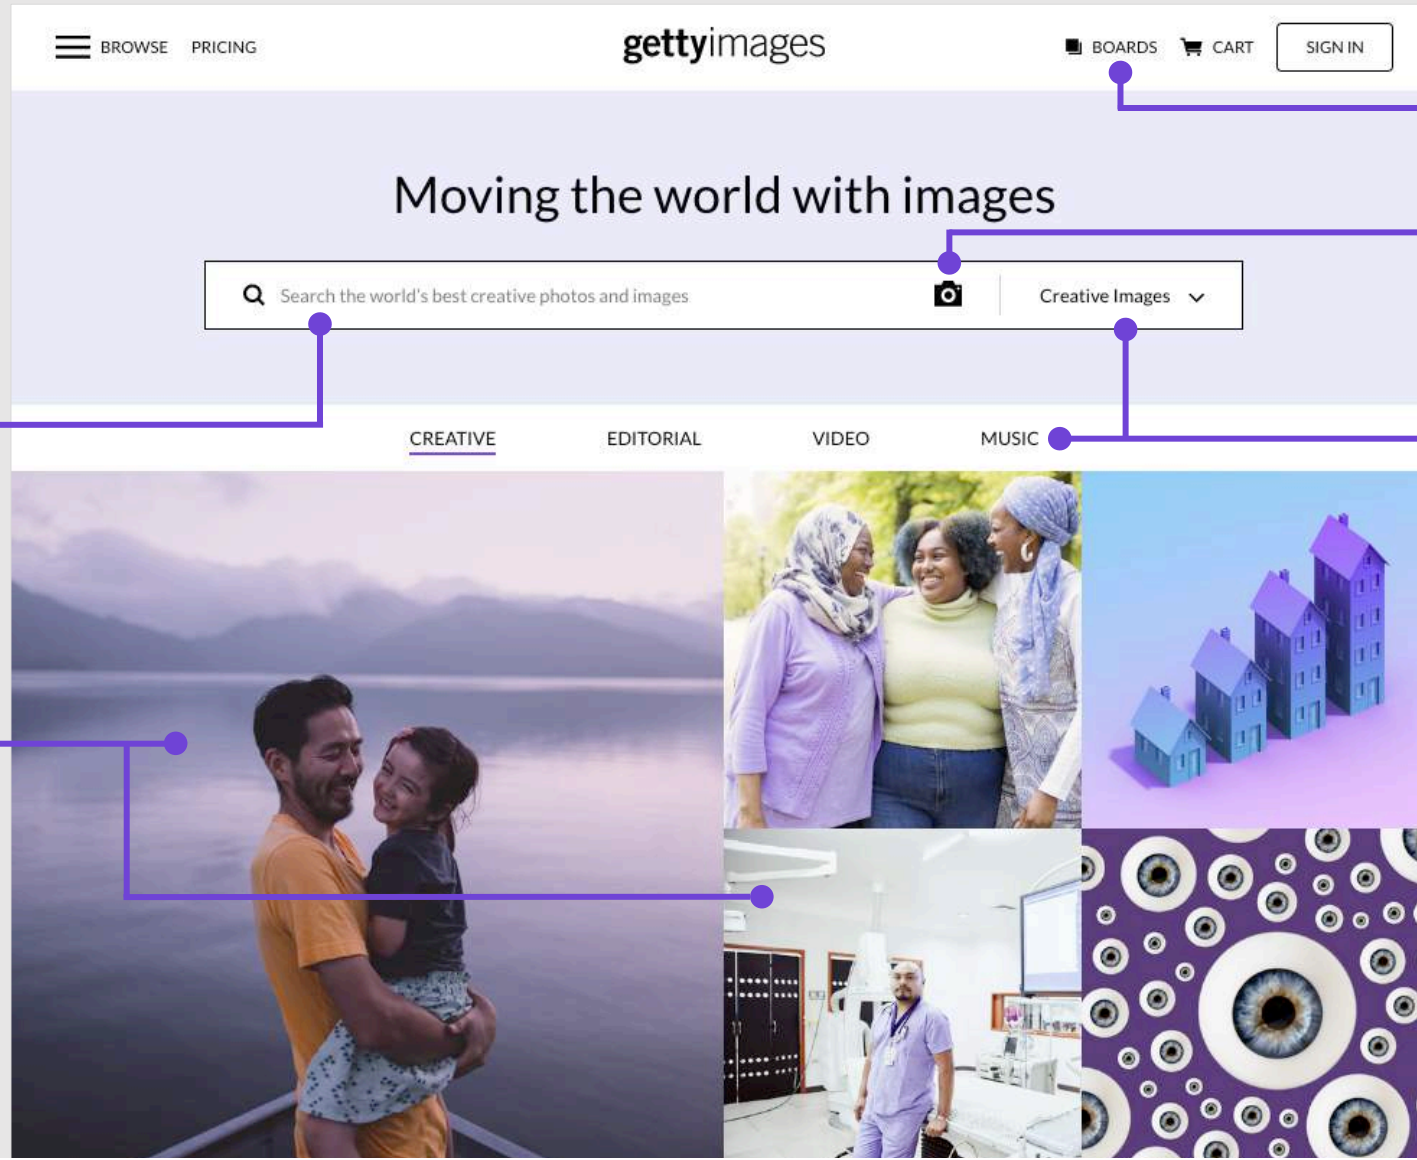 BROWSE PRICING
gettyimages
BOARDS CART SIGN IN
Moving the world with images
Search the world's best creative photos and images
Creative Images
CREATIVE EDITORIAL VIDEO MUSIC